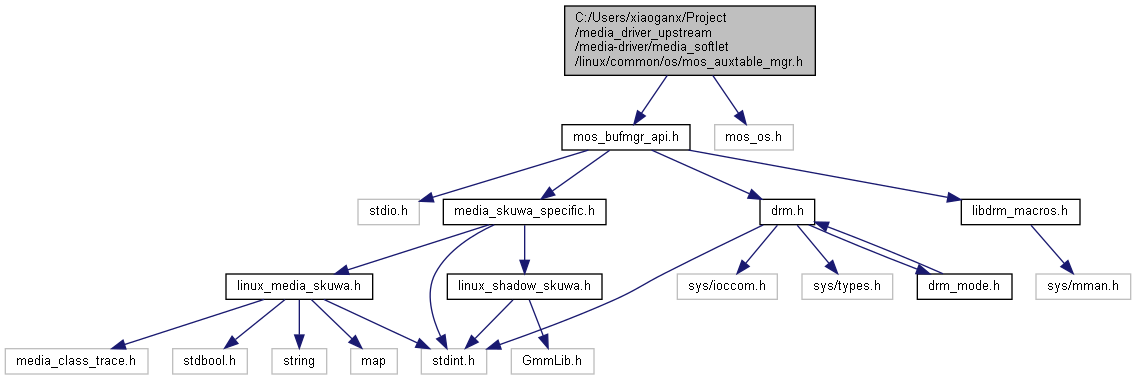 C:/Users/xiaoganx/Project
/media_driver_upstream
/media-driver/media_softlet
/linux/common/os/mos_auxtable_mgr.h
mos_bufmgr_api.h
mos_os.h
stdio.h
media_skuwa_specific.h
drm.h
libdrm_macros.h
linux_media_skuwa.h
linux_shadow_skuwa.h
sys/ioccom.h
sys/types.h
drm_mode.h
sys/mman.h
media_class_trace.h
stdbool.h
string
map
stdint.h
GmmLib.h